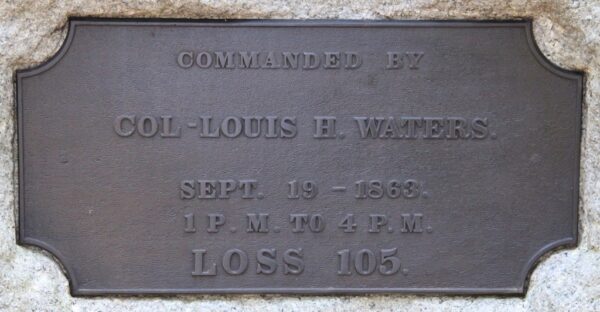 COMMANDED BY
COL-LOUIS H. WATERS.
SEPT. 19 - 1863.
1 P. M. TO 4 P. M.
LOSS 105.